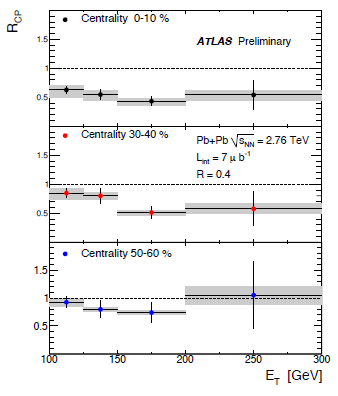 R_CP
Centrality 0-10 %
ATLAS Preliminary
1.5
1
0.5
Centrality 30-40 %
Pb+Pb √s_NN = 2.76 TeV
L_int = 7 μ b⁻¹
R = 0.4
1.5
1
0.5
Centrality 50-60 %
1.5
1
0.5
100 150 200 250 300
E_T [GeV]